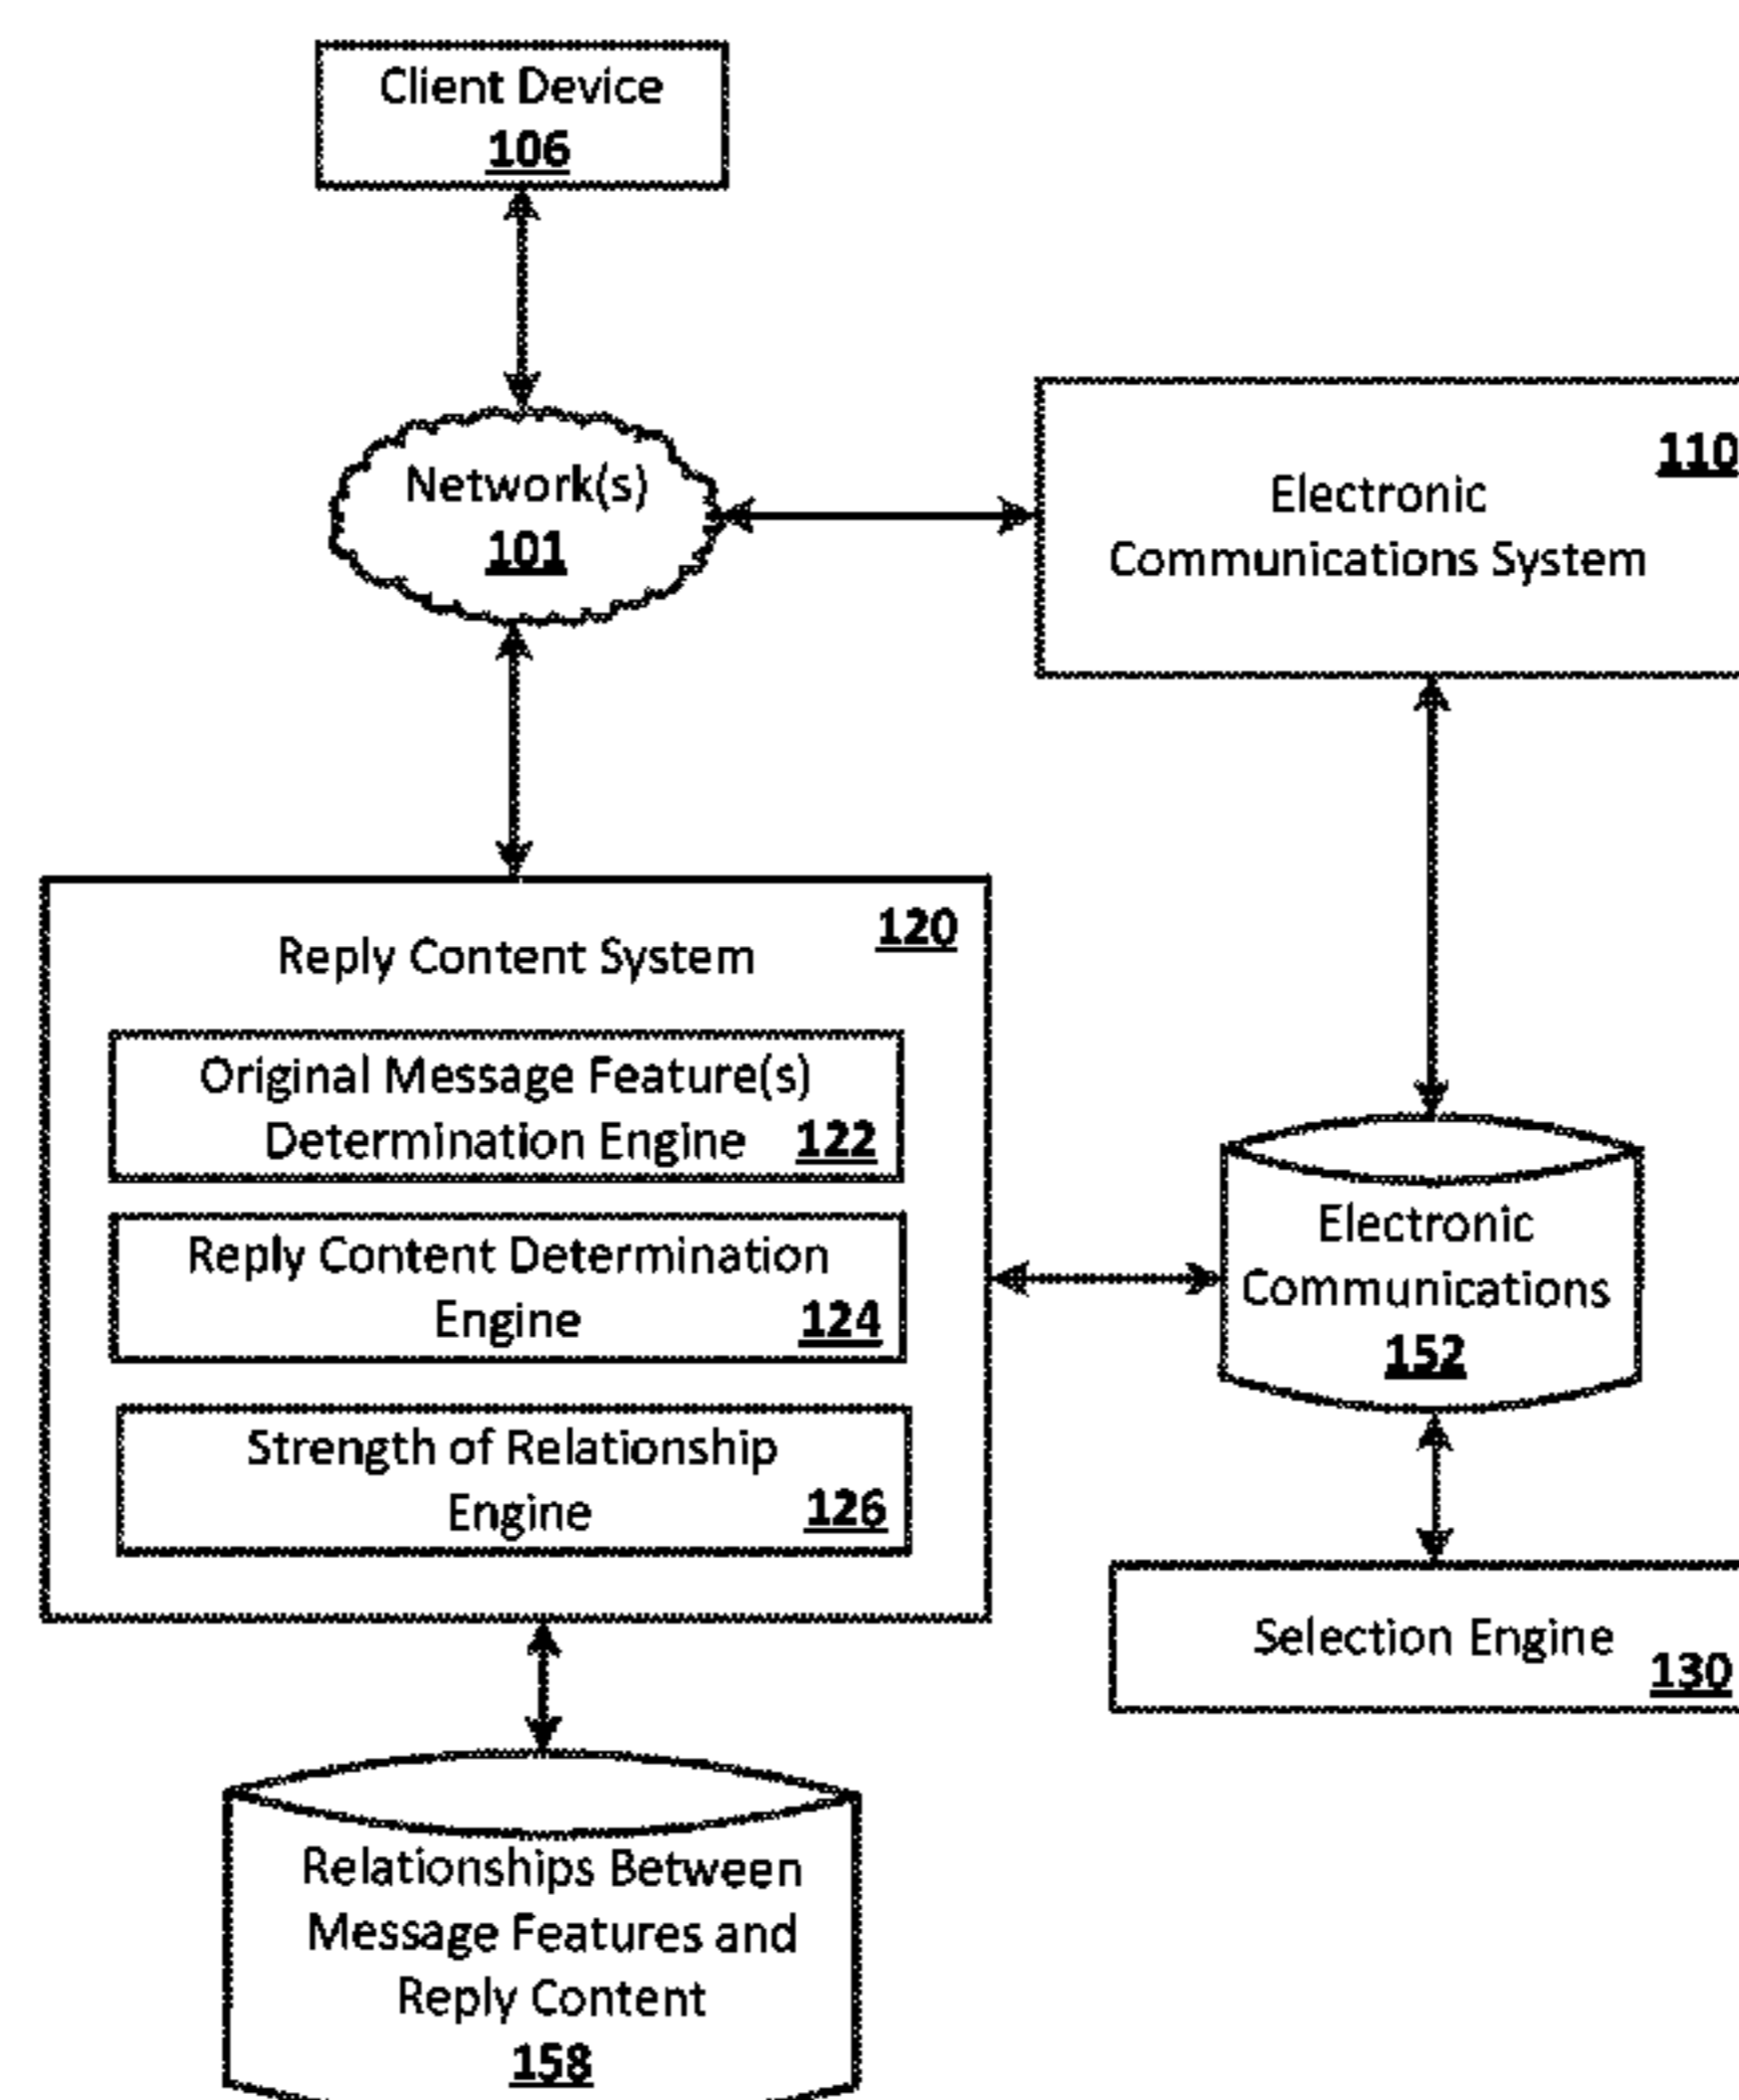 Client Device
106
Network(s)
101
110
Electronic
Communications System
120
Reply Content System
Original Message Feature(s)
Determination Engine 122
Reply Content Determination
Engine 124
Strength of Relationship
Engine 126
Electronic
Communications
152
Selection Engine
130
Relationships Between
Message Features and
Reply Content
158